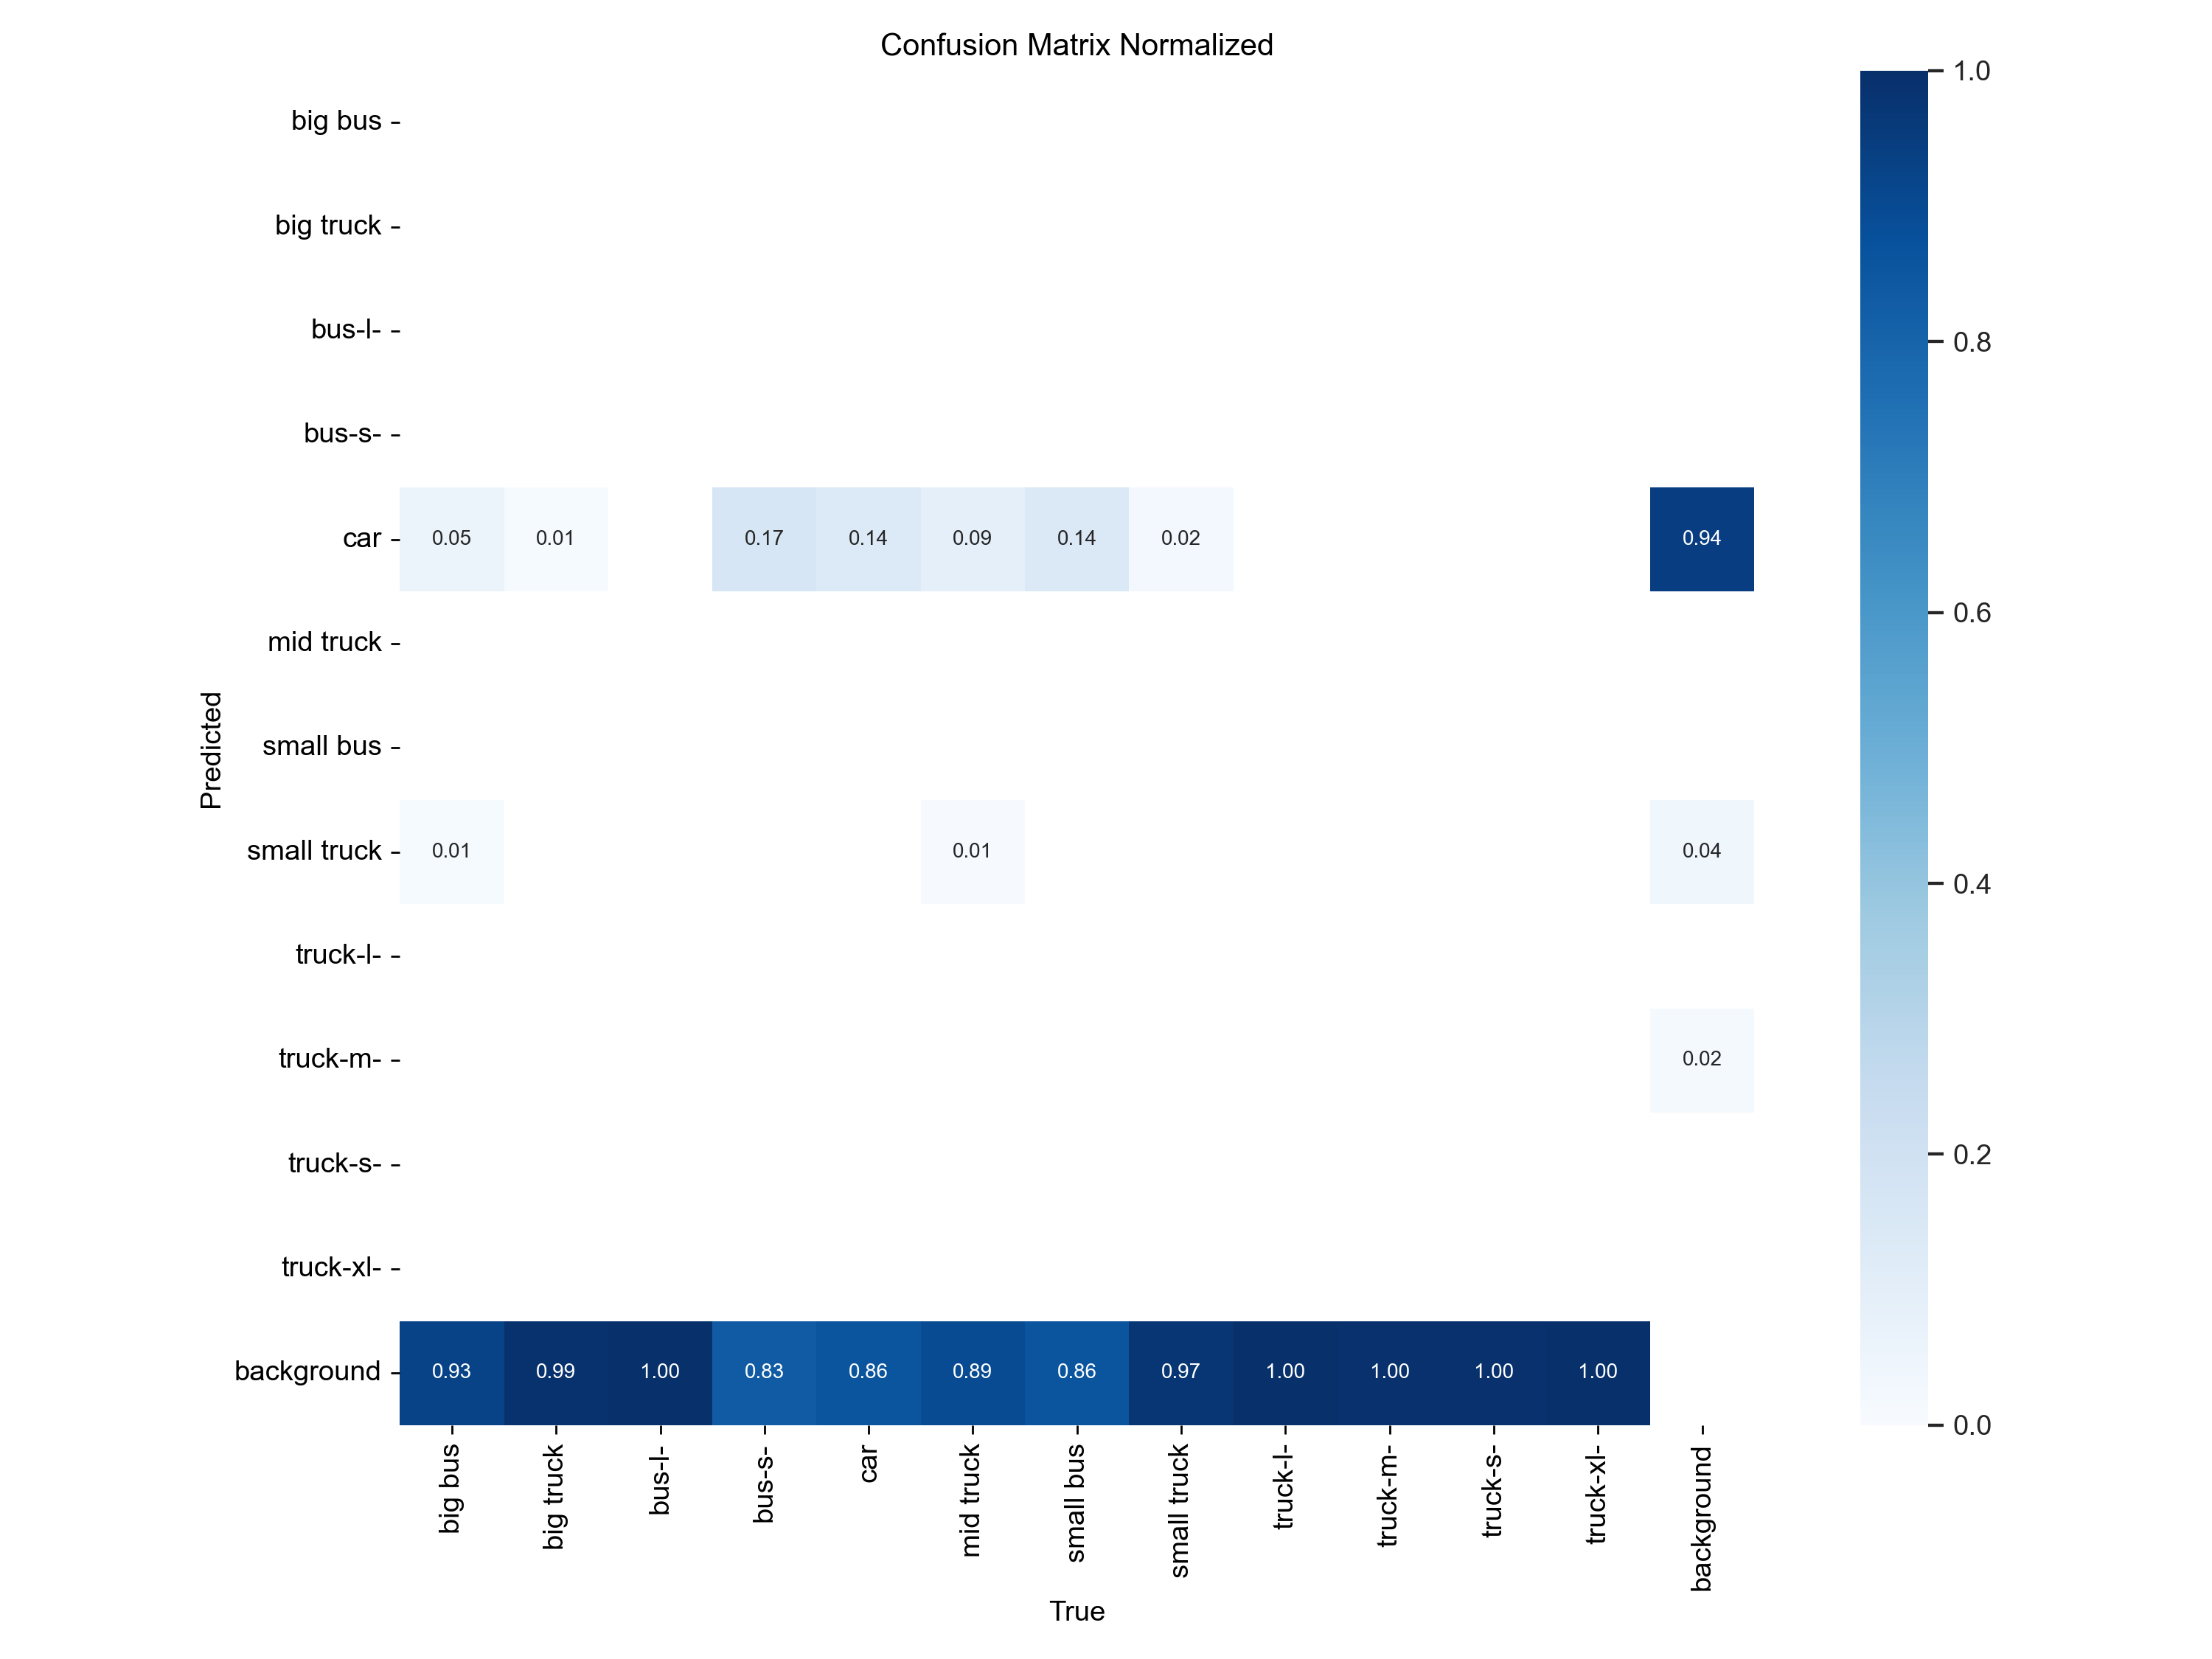 Confusion Matrix Normalized
big bus
big truck
bus-l-
bus-s-
car
0.05 0.01 0.17 0.14 0.09 0.14 0.02 0.94
mid truck
small bus
small truck
0.01 0.01 0.04
truck-l-
truck-m-
0.02
truck-s-
truck-xl-
background
0.93 0.99 1.00 0.83 0.86 0.89 0.86 0.97 1.00 1.00 1.00 1.00
Predicted
big bus
big truck
bus-l-
bus-s-
car
mid truck
small bus
small truck
truck-l-
truck-m-
truck-s-
truck-xl-
background
True
1.0
0.8
0.6
0.4
0.2
0.0